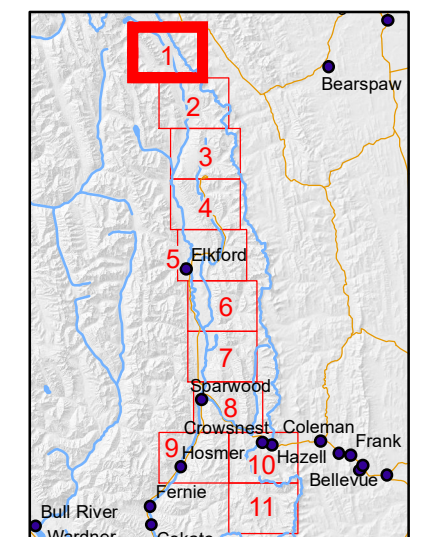 1
Bearspaw
2
3
4
5 Elkford
6
7
Sparwood
8
Crowsnest Coleman
9 Hosmer 10 Hazell Frank
Bellevue
Fernie 11
Bull River